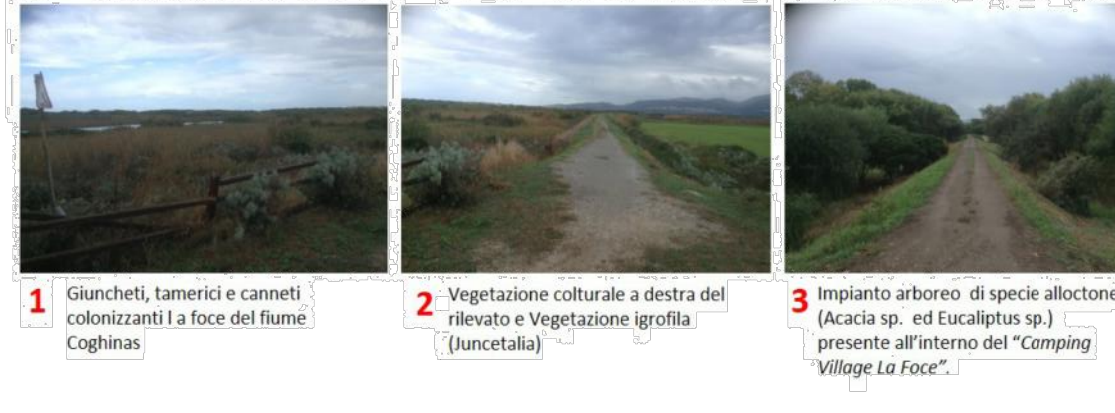 1
Giuncheti, tamerici e canneti
colonizzanti l a foce del fiume
Coghinas
2
Vegetazione colturale a destra del
rilevato e Vegetazione igrofila
(Juncetalia)
3
Impianto arboreo di specie alloctone
(Acacia sp. ed Eucaliptus sp.)
presente all'interno del “Camping
Village La Foce”.